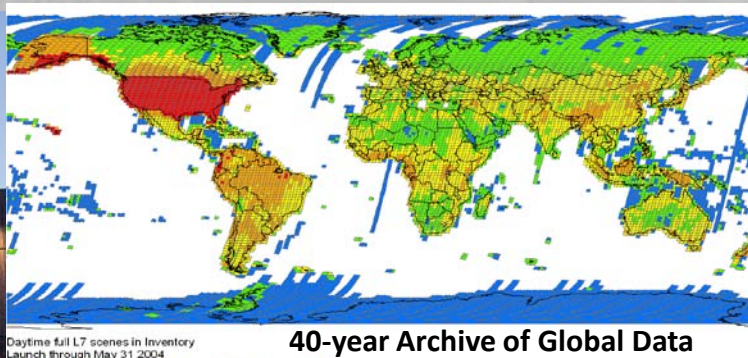 Daytime full L7 scenes in Inventory
Launch through May 31 2004
40-year Archive of Global Data